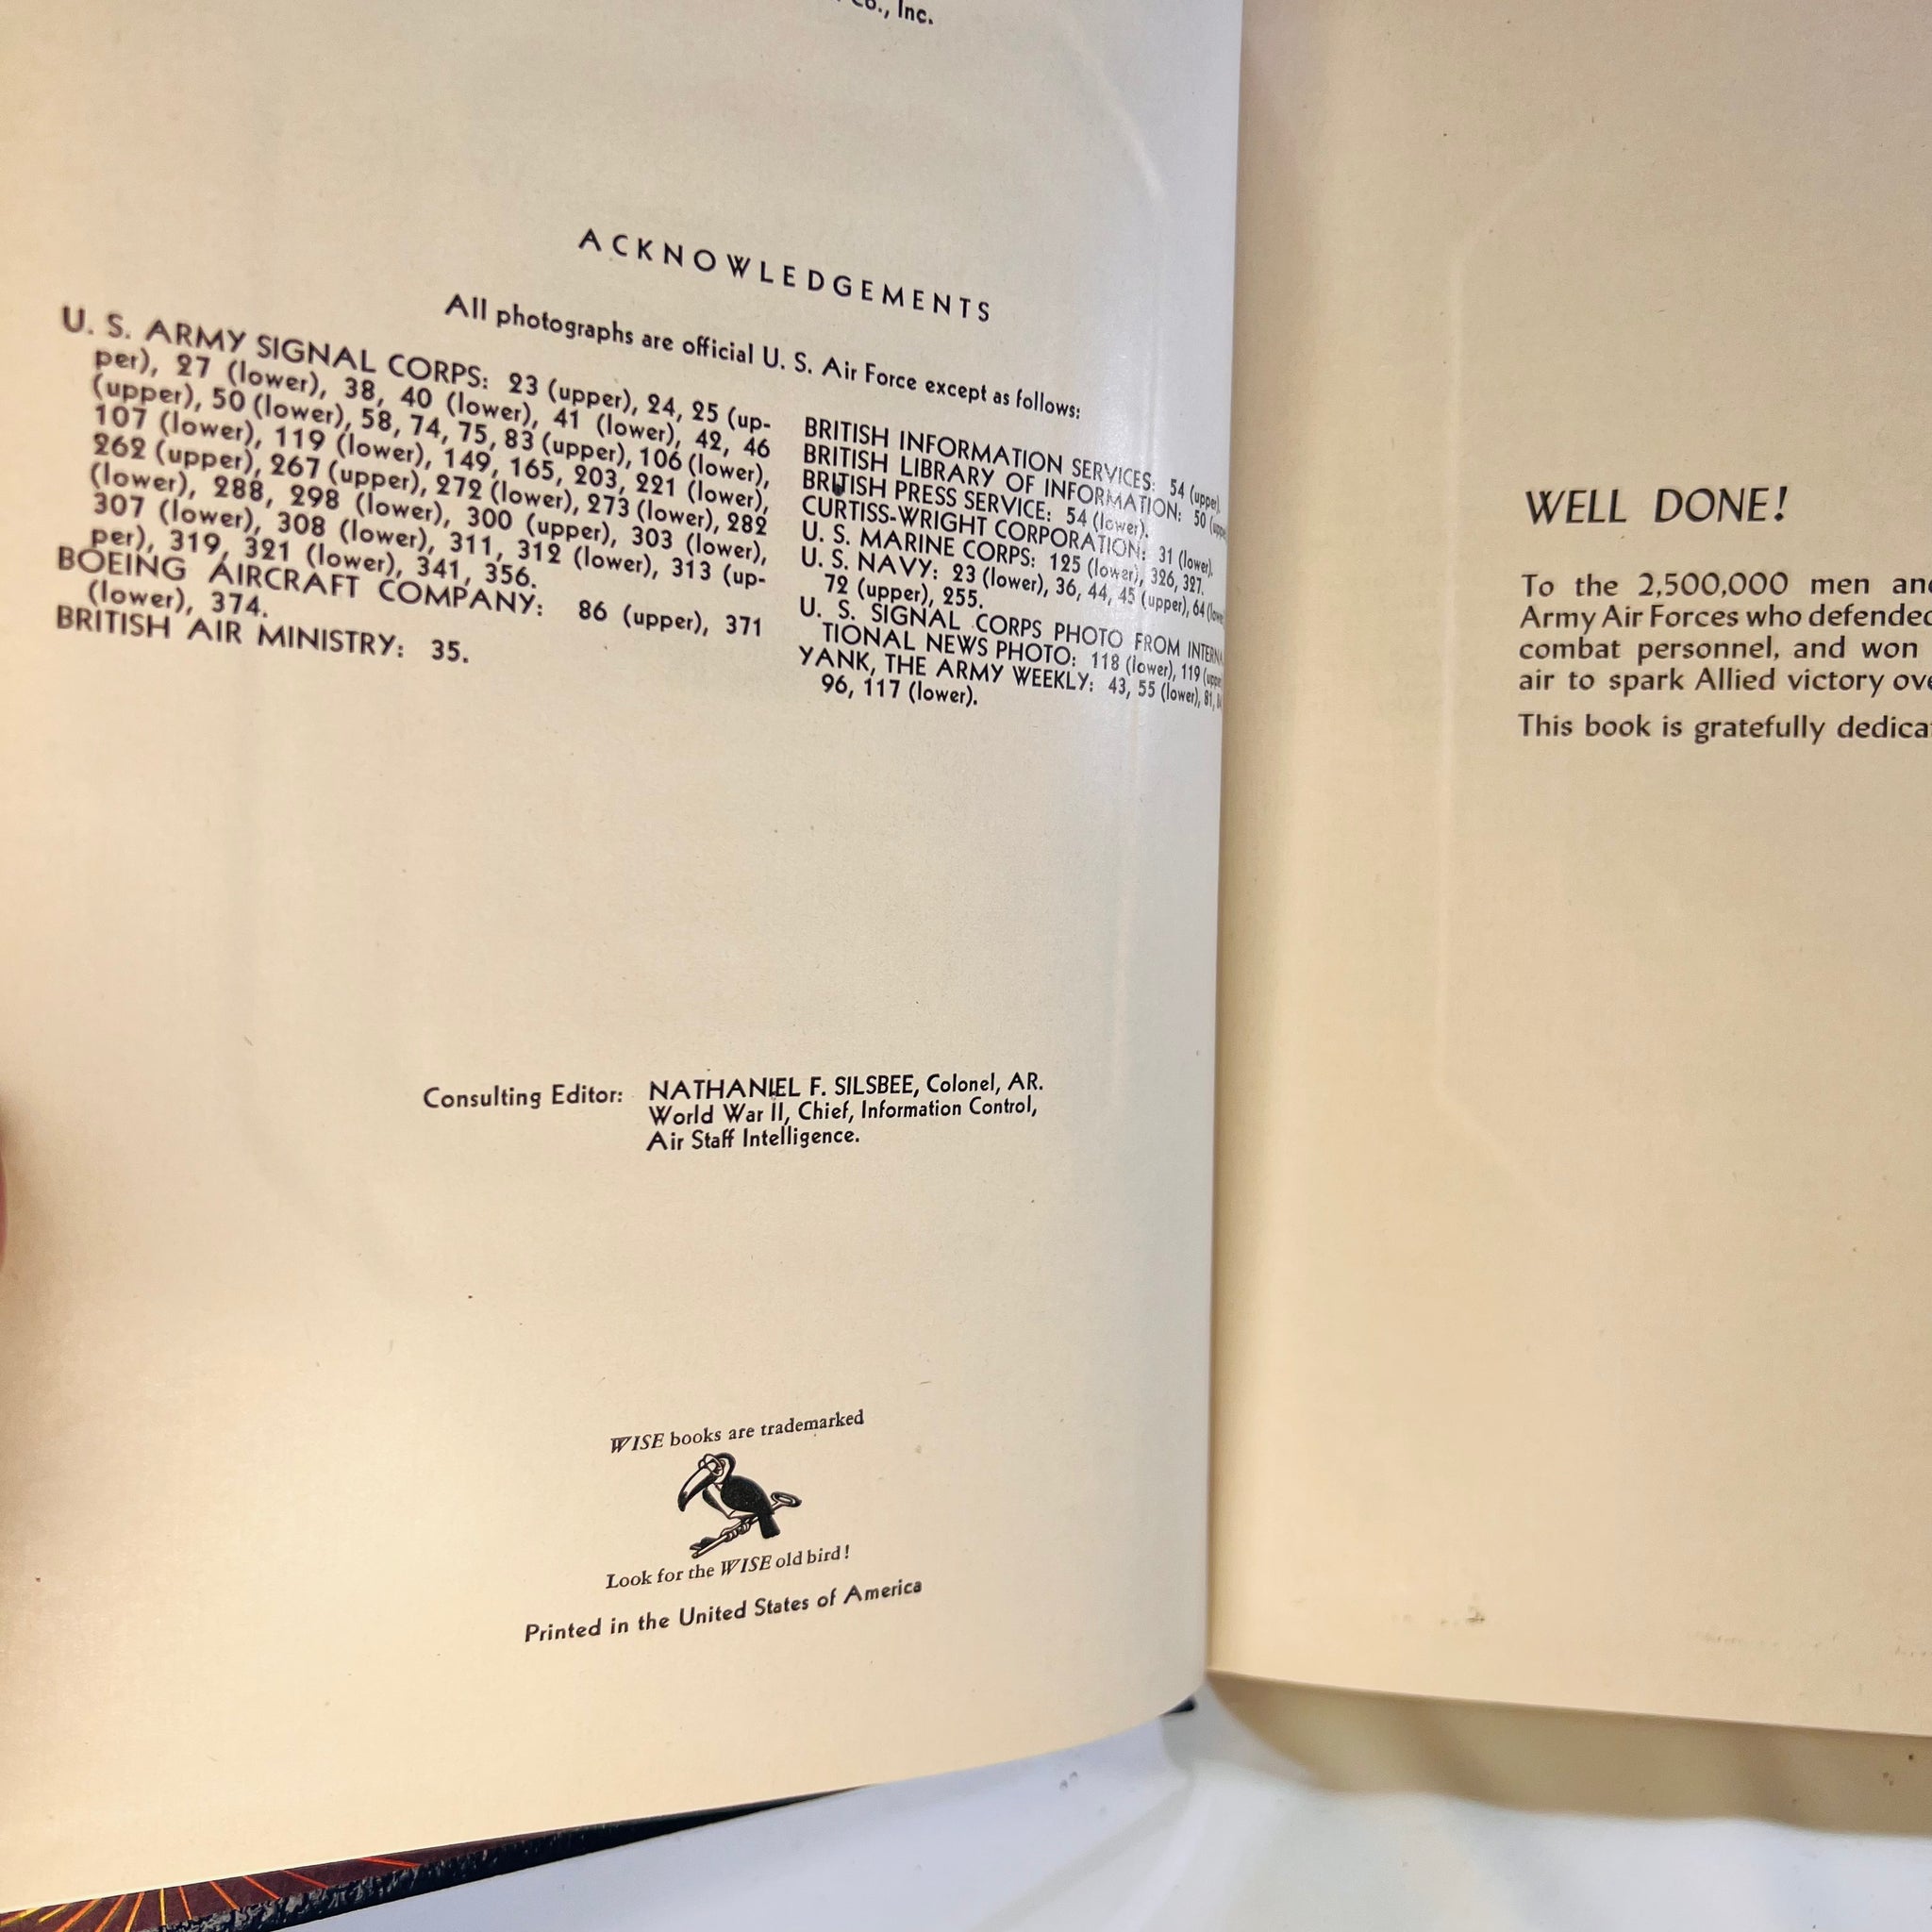 Co., Inc.
ACKNOWLEDGEMENTS
All photographs are official U. S. Air Force except as follows:
U. S. ARMY SIGNAL CORPS: 23 (upper), 24, 25 (up-
per), 27 (lower), 38, 40 (lower), 41 (lower), 42, 46
(upper), 50 (lower), 58, 74, 75, 83 (upper), 106 (lower),
107 (lower), 119 (lower), 149, 165, 203, 221 (lower),
262 (upper), 267 (upper), 272 (lower), 273 (lower), 282
(lower), 288, 298 (lower), 300 (upper), 303 (lower),
307 (lower), 308 (lower), 311, 312 (lower), 313 (up-
per), 319, 321 (lower), 341, 356.
BOEING AIRCRAFT COMPANY: 86 (upper), 371
(lower), 374.
BRITISH AIR MINISTRY: 35.
BRITISH INFORMATION SERVICES: 54 (upper).
BRITISH LIBRARY OF INFORMATION: 50
BRITISH PRESS SERVICE: 54 (lower).
CURTISS-WRIGHT CORPORATION: 31 (lower).
U. S. MARINE CORPS: 125 (lower), 326, 327.
U. S. NAVY: 23 (lower), 36, 44, 45 (upper), 64
72 (upper), 255.
U. S. SIGNAL CORPS PHOTO FROM
TIONAL NEWS PHOTO: 118 (lower), 119
YANK, THE ARMY WEEKLY: 43, 55 (lower), 81,
96, 117 (lower).
Consulting Editor: NATHANIEL F. SILSBEE, Colonel, AR.
World War II, Chief, Information Control,
Air Staff Intelligence.
WISE books are trademarked
Look for the WISE old bird!
Printed in the United States of America
WELL DONE!
To the 2,500,000 men
Army Air Forces who defended
combat personnel, and won
air to spark Allied victory
This book is gratefully